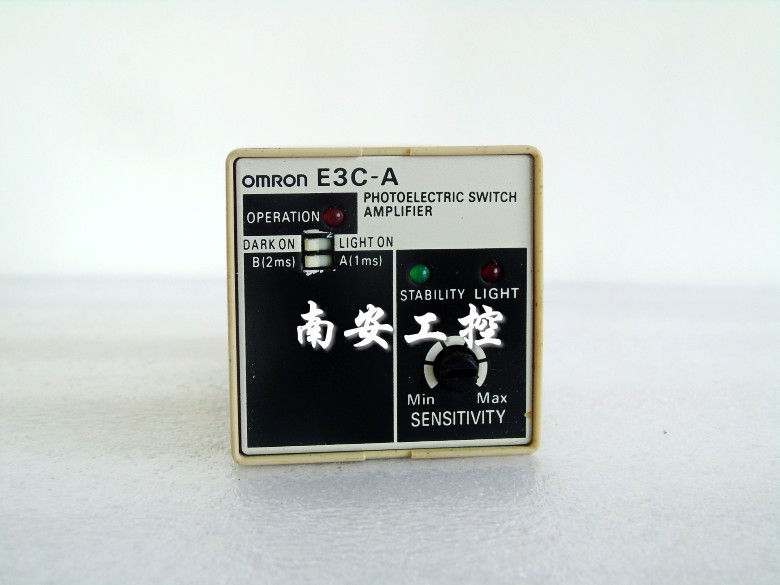 OMRON E3C-A
PHOTOELECTRIC SWITCH
AMPLIFIER
OPERATION
DARK ON LIGHT ON
B(2ms) A(1ms)
STABILITY LIGHT
南安工控
Min Max
SENSITIVITY